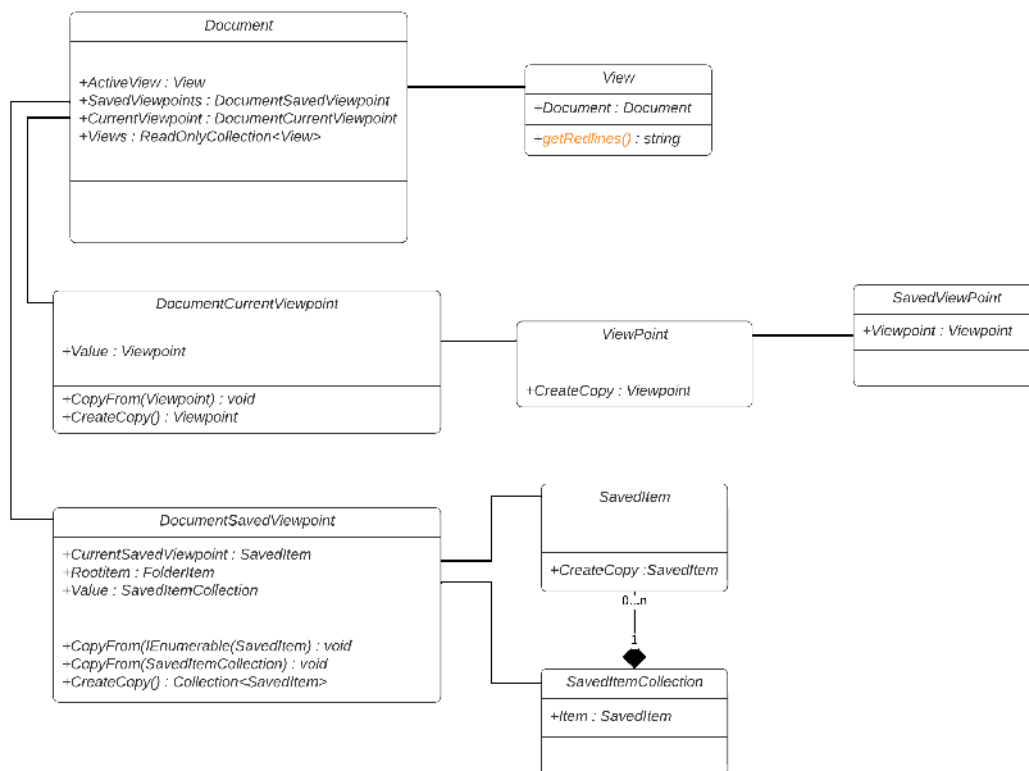 Document
+ActiveView : View
+SavedViewpoints : DocumentSavedViewpoint
+CurrentViewpoint : DocumentCurrentViewpoint
+Views : ReadOnlyCollection<View>
View
+Document : Document
+getRedlines() : string
DocumentCurrentViewpoint
+Value : Viewpoint
+CopyFrom(Viewpoint) : void
+CreateCopy() : Viewpoint
ViewPoint
+CreateCopy : Viewpoint
SavedViewPoint
+Viewpoint : Viewpoint
DocumentSavedViewpoint
+CurrentSavedViewpoint : SavedItem
+RootItem : FolderItem
+Value : SavedItemCollection
+CopyFrom(IEnumerable(SavedItem) : void
+CopyFrom(SavedItemCollection) : void
+CreateCopy() : Collection<SavedItem>
SavedItem
+CreateCopy :SavedItem
0...n
1
SavedItemCollection
+Item : SavedItem